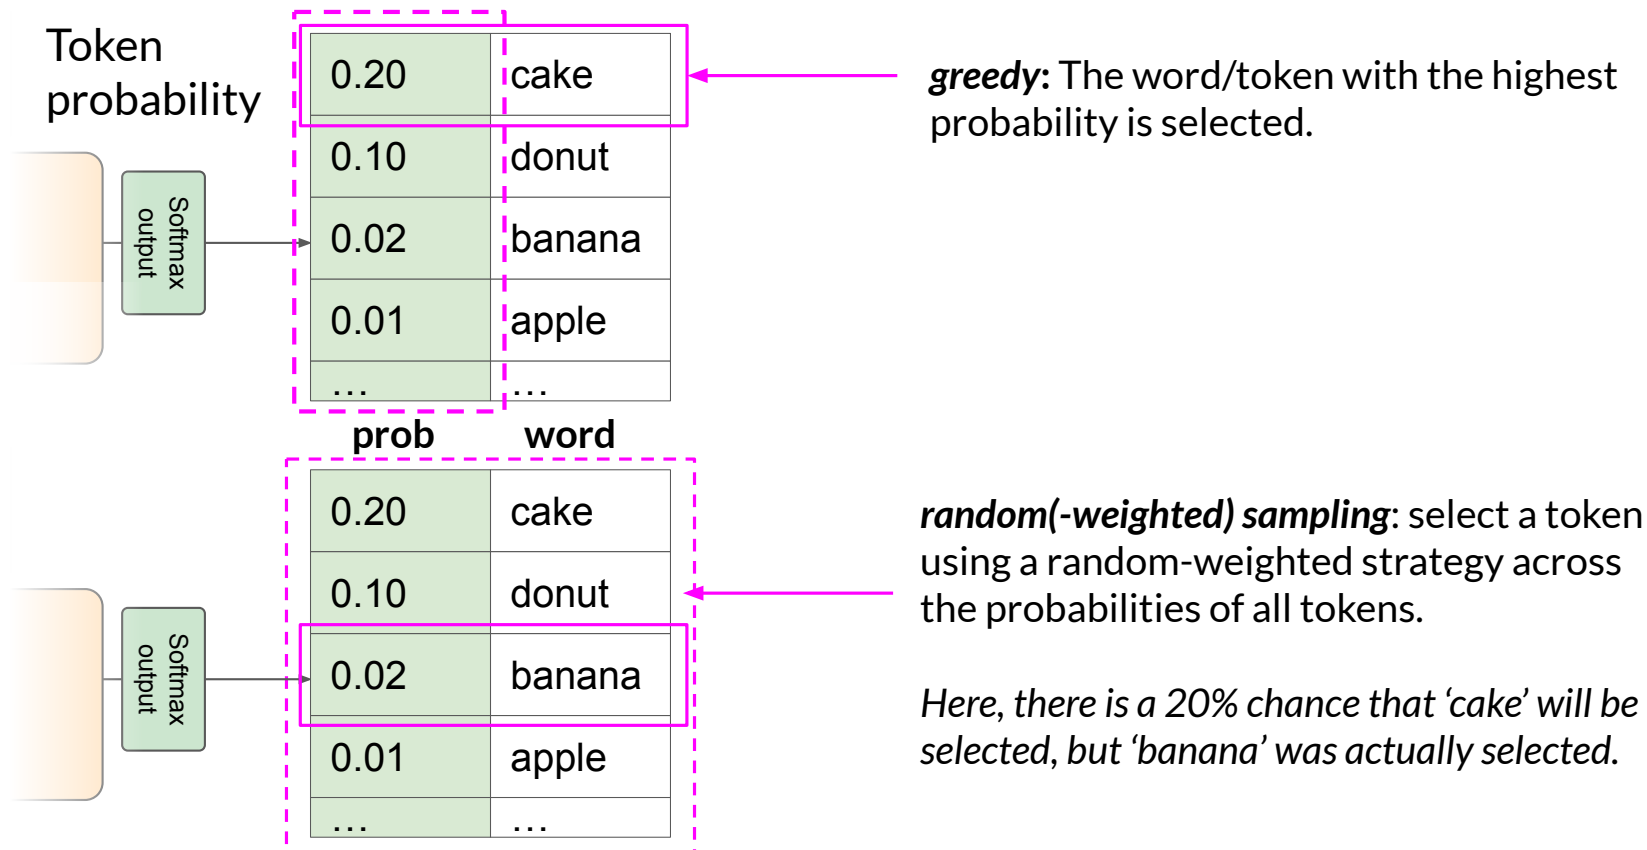 Token
probability
Softmax
output
0.20 cake
0.10 donut
0.02 banana
0.01 apple
... ...
greedy: The word/token with the highest
probability is selected.
prob word
Softmax
output
0.20 cake
0.10 donut
0.02 banana
0.01 apple
... ...
random(-weighted) sampling: select a token
using a random-weighted strategy across
the probabilities of all tokens.
Here, there is a 20% chance that ‘cake’ will be
selected, but ‘banana’ was actually selected.